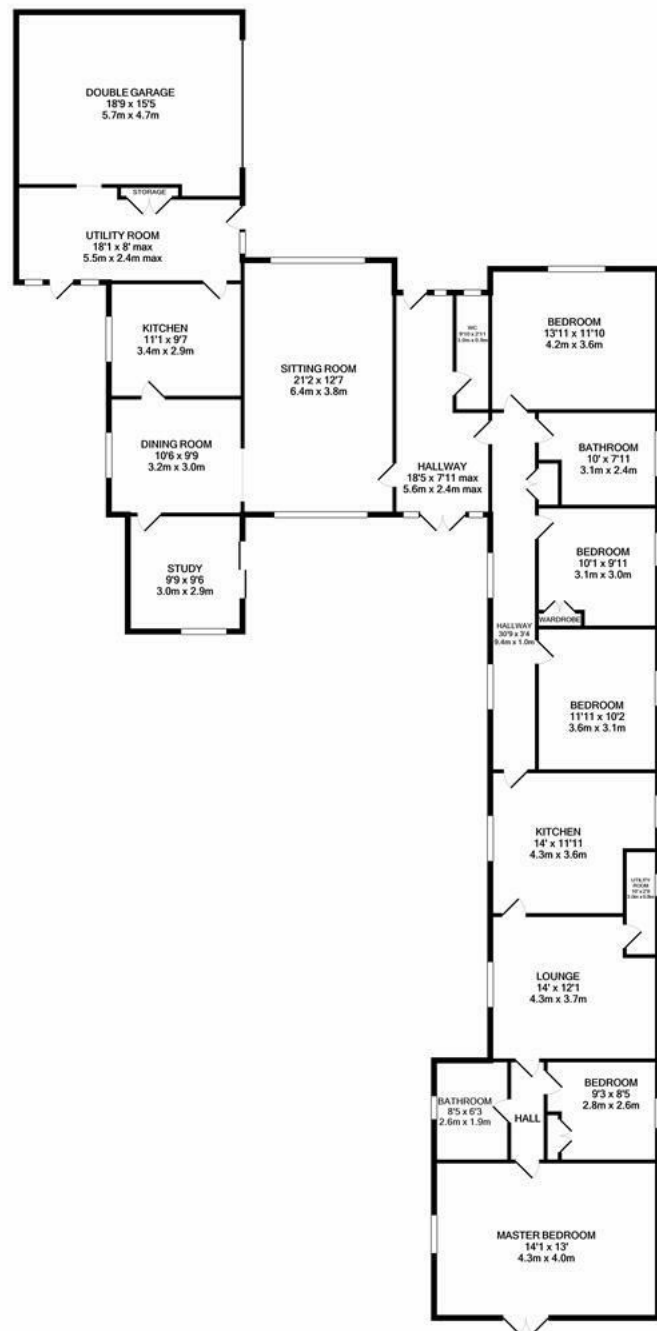 DOUBLE GARAGE
18'9 x 15'5
5.7m x 4.7m
STORAGE
UTILITY ROOM
18'1 x 8' max
5.5m x 2.4m max
KITCHEN
11'1 x 9'7
3.4m x 2.9m
SITTING ROOM
21'2 x 12'7
6.4m x 3.8m
WC
BEDROOM
13'11 x 11'10
4.2m x 3.6m
DINING ROOM
10'6 x 9'9
3.2m x 3.0m
HALLWAY
18'5 x 7'11 max
5.6m x 2.4m max
BATHROOM
10' x 7'11
3.1m x 2.4m
STUDY
9'9 x 9'6
3.0m x 2.9m
BEDROOM
10'1 x 9'11
3.1m x 3.0m
WARDROBE
HALLWAY
30'9 x 3'4
9.4m x 1.0m
BEDROOM
11'11 x 10'2
3.6m x 3.1m
KITCHEN
14' x 11'11
4.3m x 3.6m
UTILITY
ROOM
LOUNGE
14' x 12'1
4.3m x 3.7m
BATHROOM
8'5 x 6'3
2.6m x 1.9m
HALL
BEDROOM
9'3 x 8'5
2.8m x 2.6m
MASTER BEDROOM
14'1 x 13'
4.3m x 4.0m